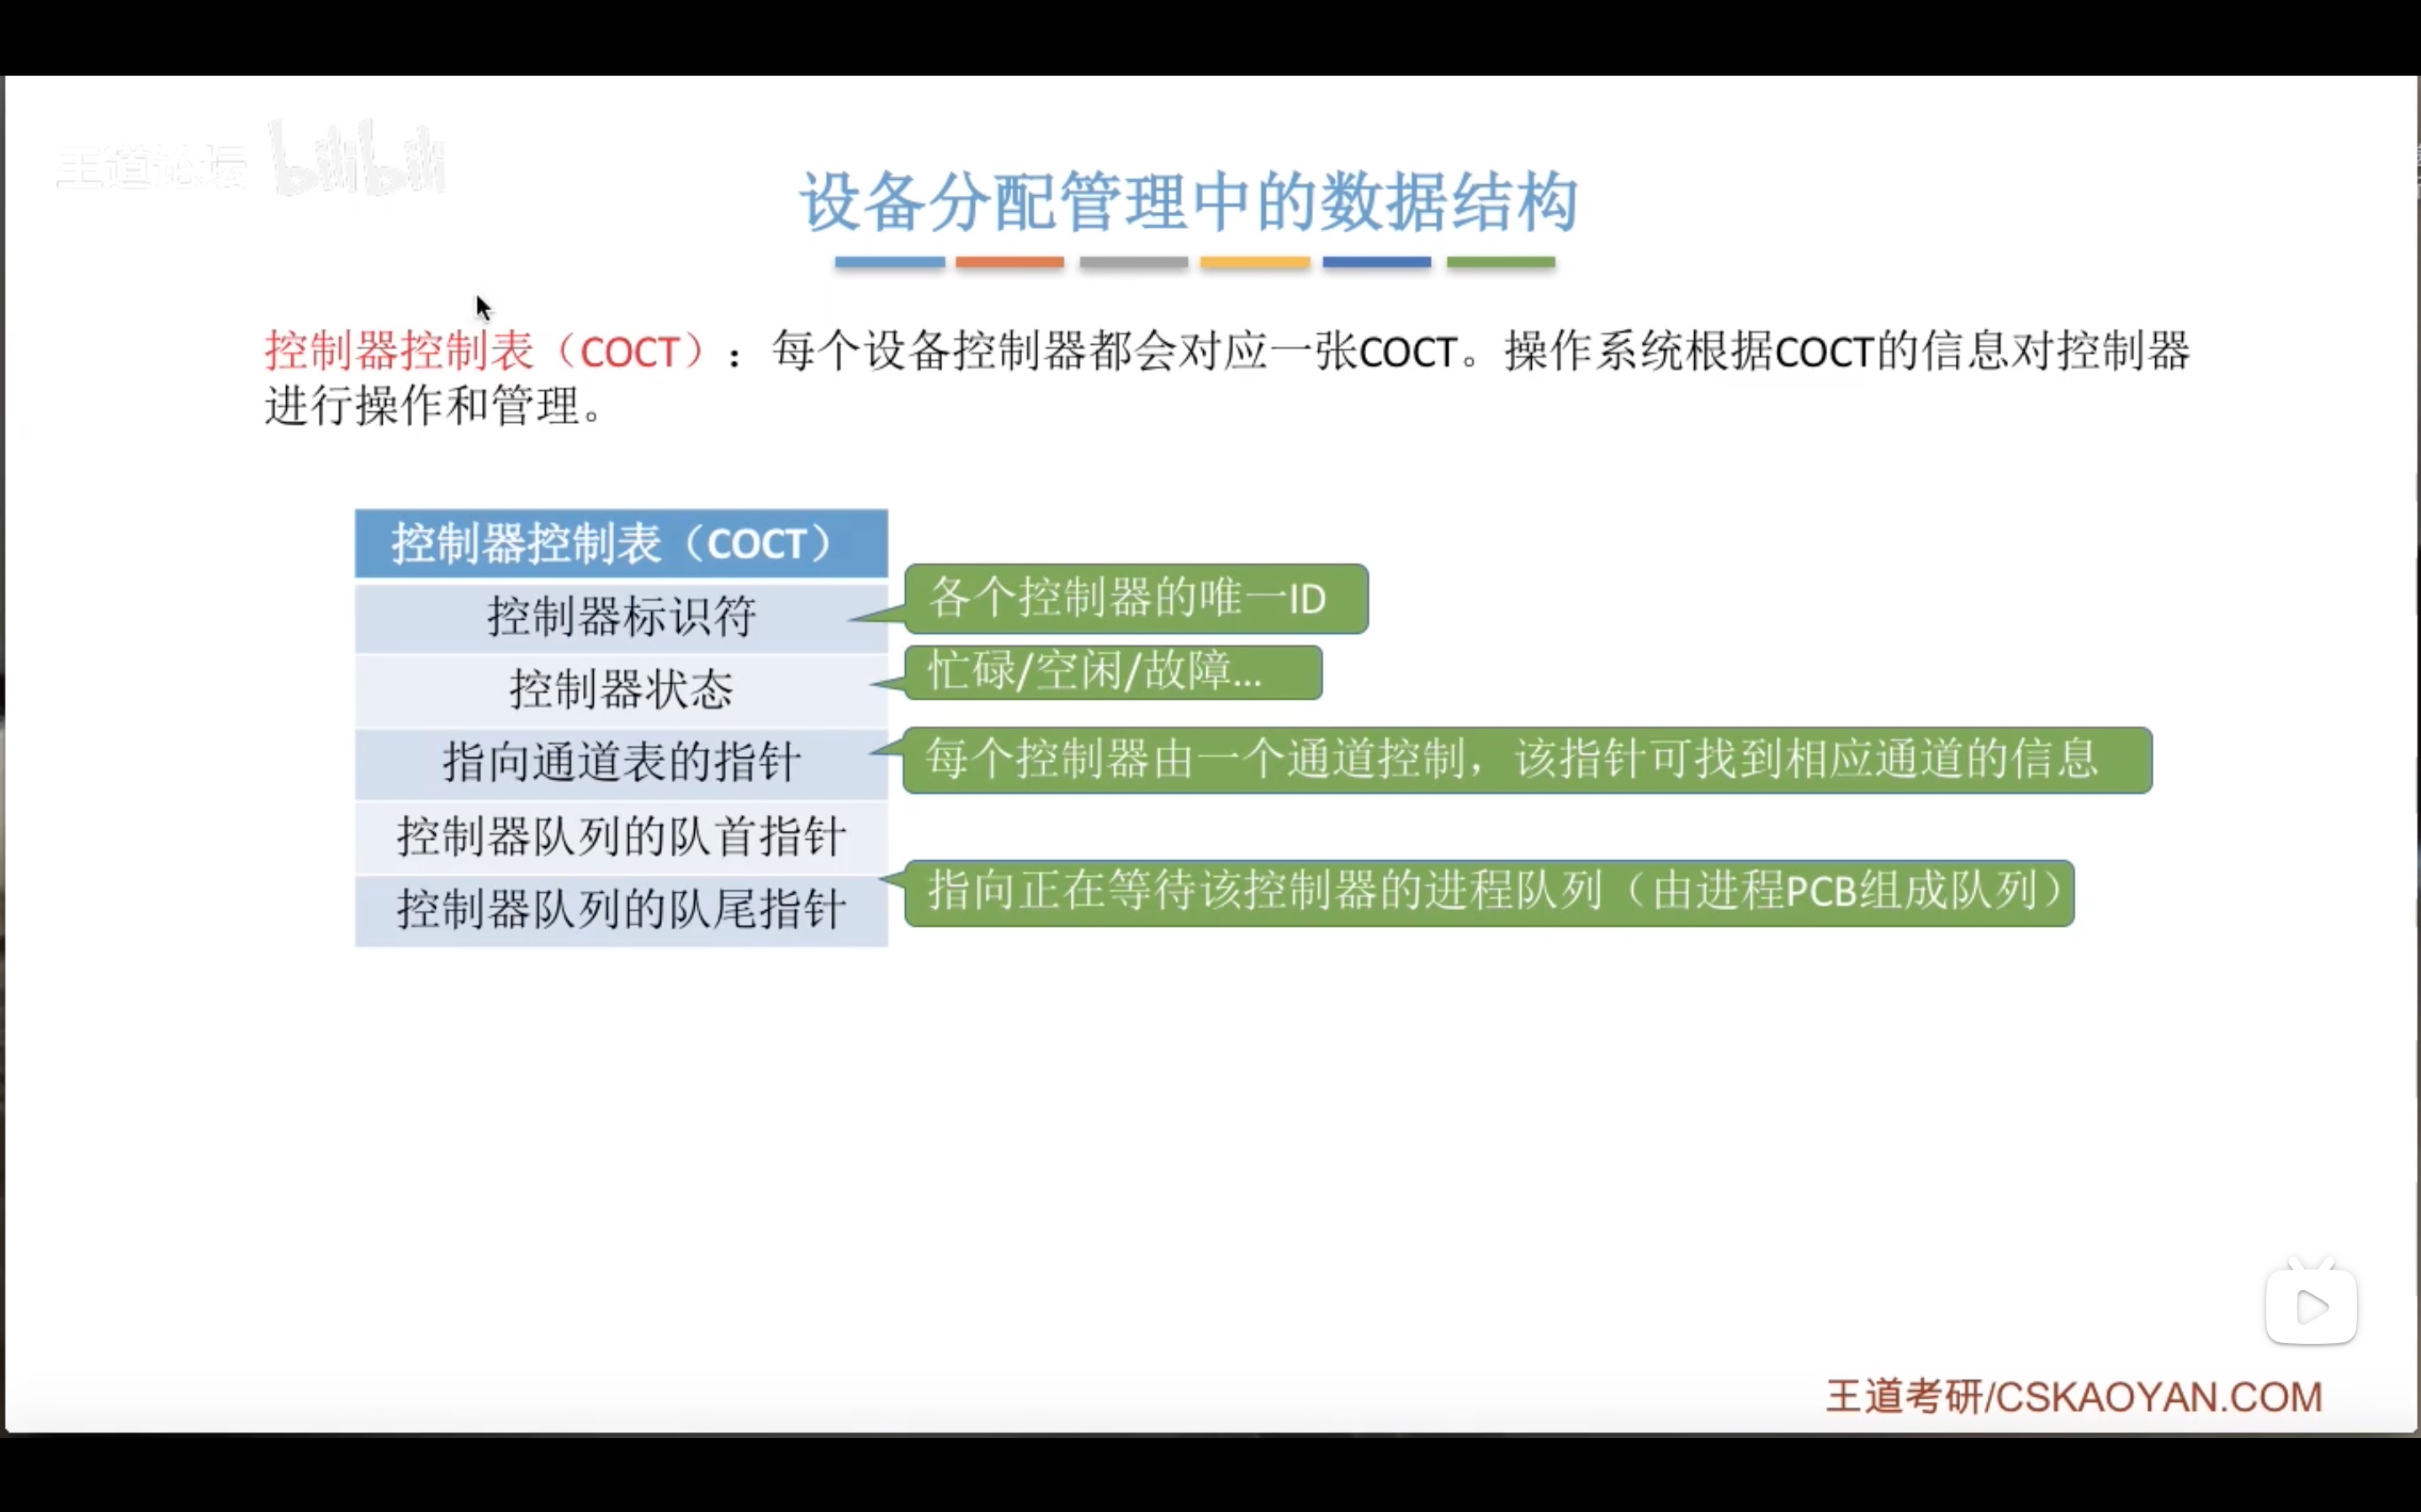 王道论坛 bilibili
设备分配管理中的数据结构
控制器控制表（COCT）：每个设备控制器都会对应一张COCT。操作系统根据COCT的信息对控制器
进行操作和管理。
控制器控制表（COCT）
控制器标识符
各个控制器的唯一ID
控制器状态
忙碌/空闲/故障...
指向通道表的指针
每个控制器由一个通道控制，该指针可找到相应通道的信息
控制器队列的队首指针
控制器队列的队尾指针
指向正在等待该控制器的进程队列（由进程PCB组成队列）
王道考研/CSKAOYAN.COM